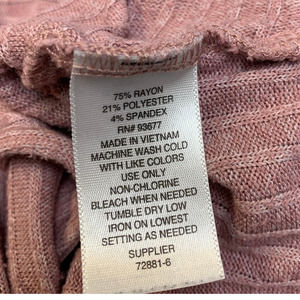 75% RAYON
21% POLYESTER
4% SPANDEX
RN# 93677
MADE IN VIETNAM
MACHINE WASH COLD
WITH LIKE COLORS
USE ONLY
NON-CHLORINE
BLEACH WHEN NEEDED
TUMBLE DRY LOW
IRON ON LOWEST
SETTING AS NEEDED
SUPPLIER
72881-6